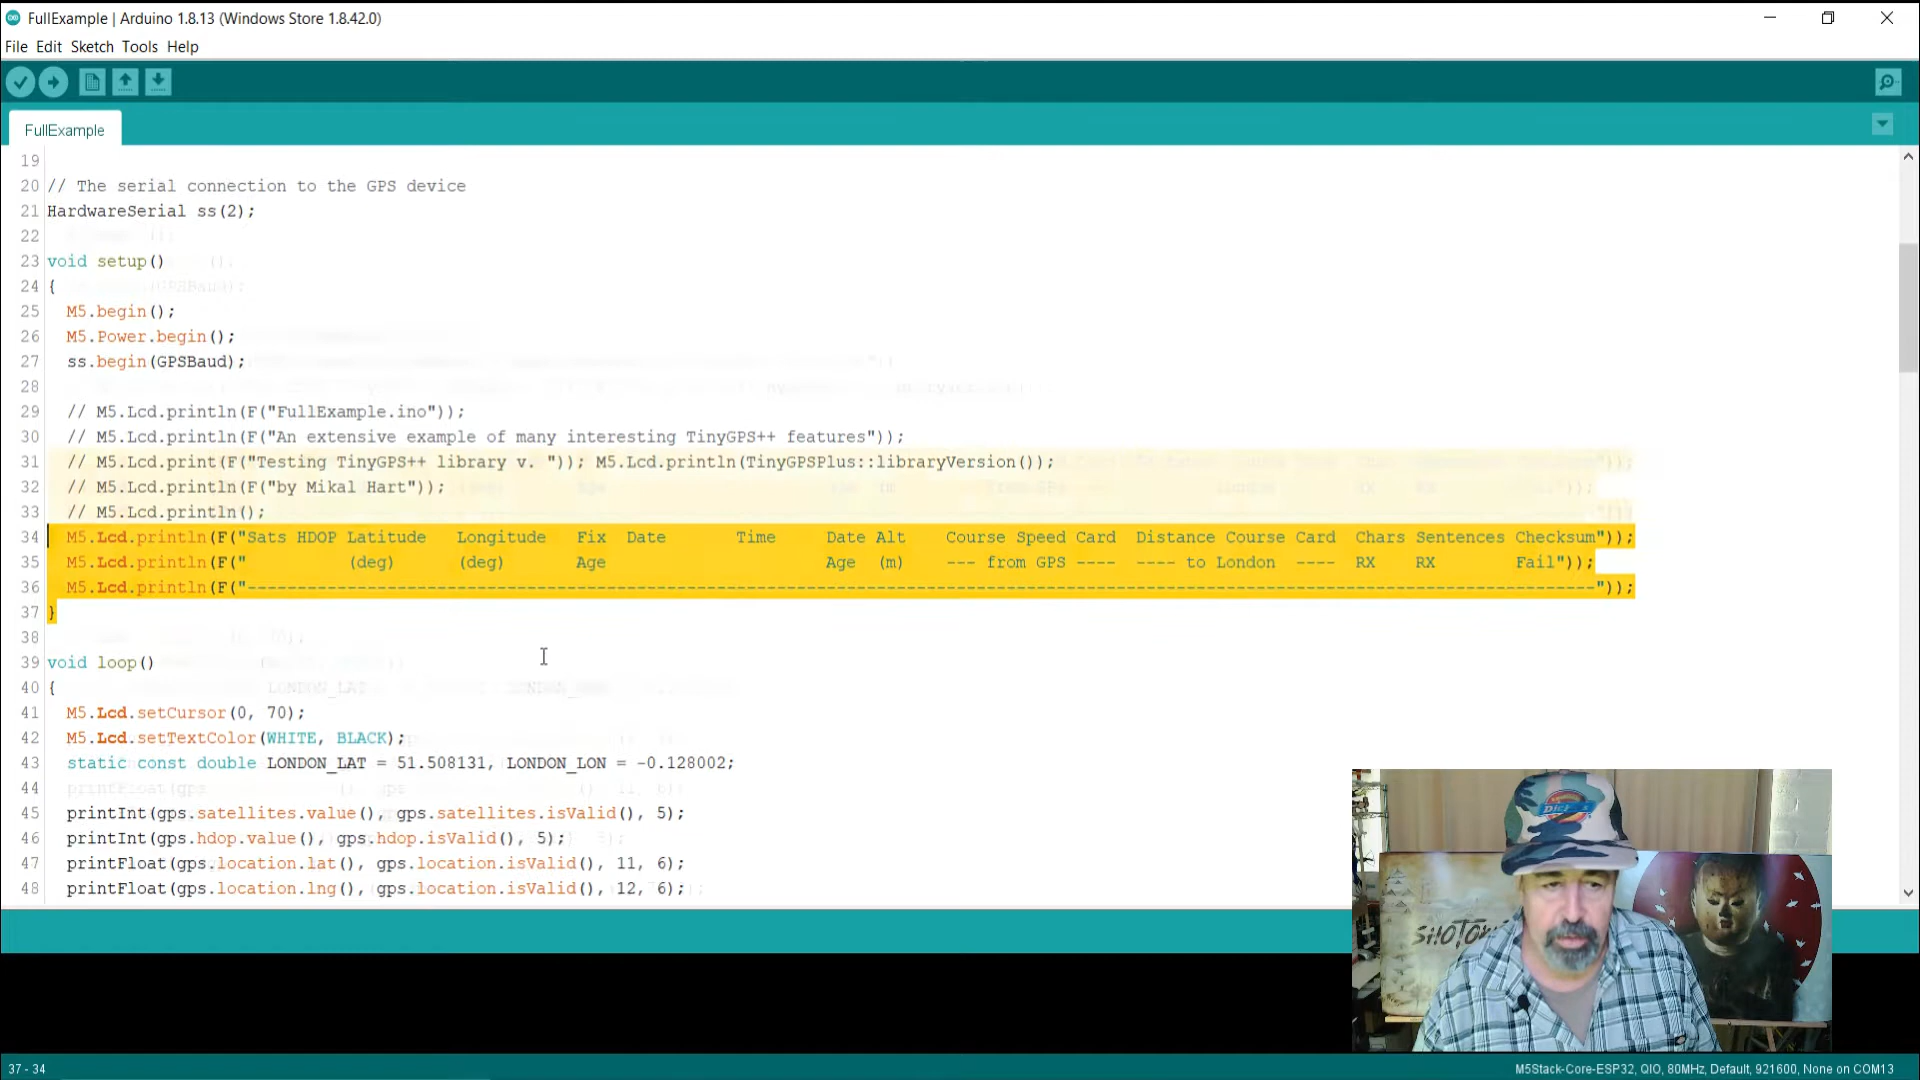 FullExample | Arduino 1.8.13 (Windows Store 1.8.42.0)
File Edit Sketch Tools Help
FullExample
19
20 // The serial connection to the GPS device
21 HardwareSerial ss(2);
22
23 void setup()
24 {
25 M5.begin();
26 M5.Power.begin();
27 ss.begin(GPSBaud);
28
29 // M5.Lcd.println(F("FullExample.ino"));
30 // M5.Lcd.println(F("An extensive example of many interesting TinyGPS++ features"));
31 // M5.Lcd.print(F("Testing TinyGPS++ library v. ")); M5.Lcd.println(TinyGPSPlus::libraryVersion());
32 // M5.Lcd.println(F("by Mikal Hart"));
33 // M5.Lcd.println();
34 M5.Lcd.println(F("Sats HDOP Latitude   Longitude   Fix  Date       Time     Date Alt    Course Speed Card  Distance Course Card  Chars Sentences Checksum"));
35 M5.Lcd.println(F("          (deg)      (deg)       Age                      Age  (m)    --- from GPS ----  ---- to London  ----  RX    RX        Fail"));
36 M5.Lcd.println(F("---------------------------------------------------------------------------------------------------------------------------------------"));
37 }
38
39 void loop()
40 {
41 M5.Lcd.setCursor(0, 70);
42 M5.Lcd.setTextColor(WHITE, BLACK);
43 static const double LONDON_LAT = 51.508131, LONDON_LON = -0.128002;
44
45 printInt(gps.satellites.value(), gps.satellites.isValid(), 5);
46 printInt(gps.hdop.value(), gps.hdop.isValid(), 5);
47 printFloat(gps.location.lat(), gps.location.isValid(), 11, 6);
48 printFloat(gps.location.lng(), gps.location.isValid(), 12, 6);
37 - 34
M5Stack-Core-ESP32, QIO, 80MHz, Default, 921600, None on COM13